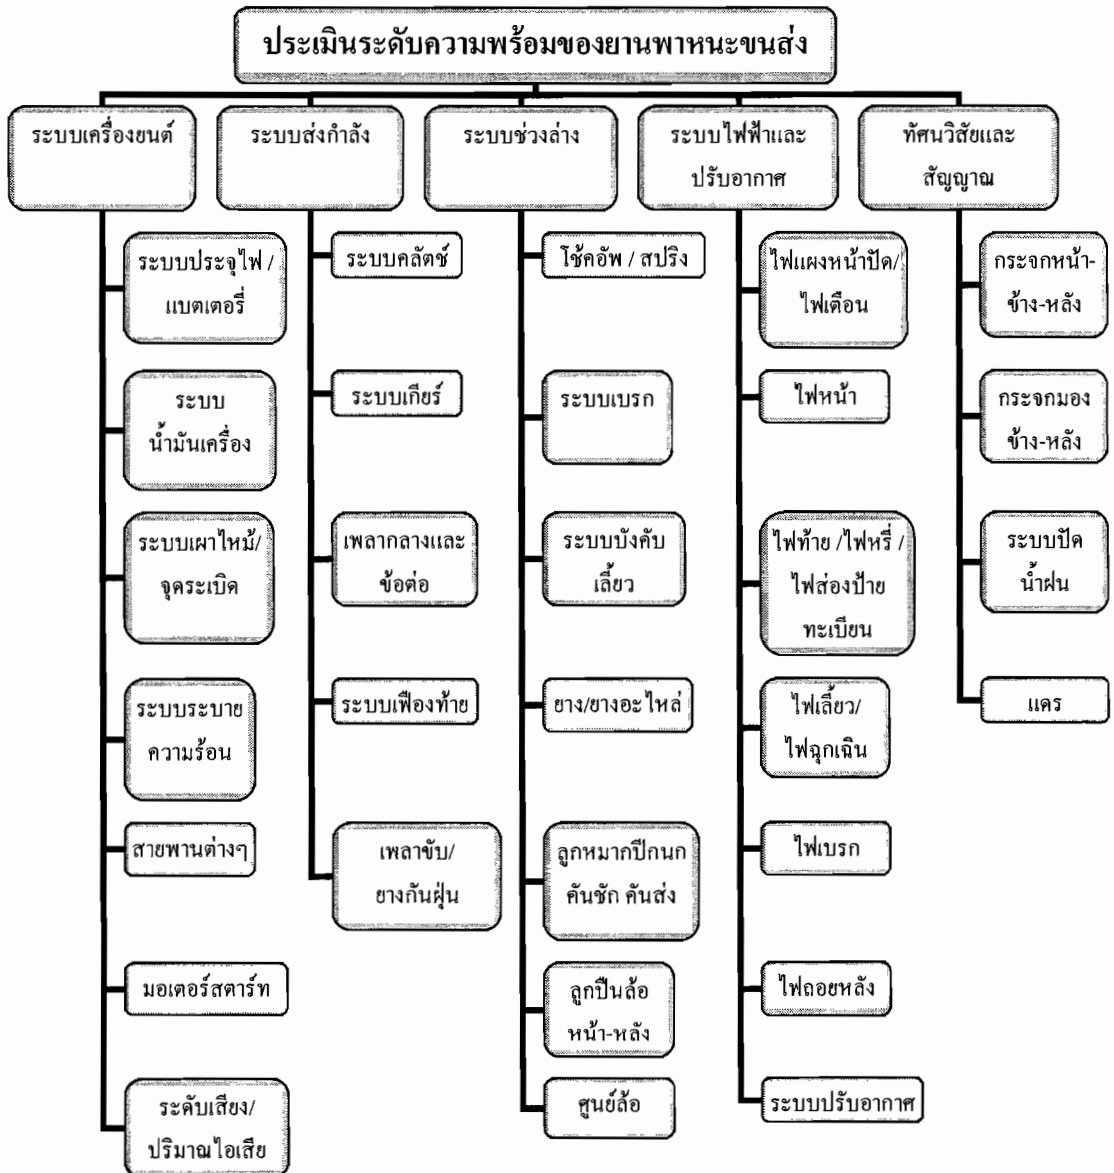 ประเมินระดับความพร้อมของยานพาหนะขนส่ง
ระบบเครื่องยนต์
ระบบส่งกำลัง
ระบบช่วงล่าง
ระบบไฟฟ้าและ
ปรับอากาศ
ทัศนวิสัยและ
สัญญาณ
ระบบประจุไฟ /
แบตเตอรี่
ระบบ
น้ำมันเครื่อง
ระบบเผาไหม้/
จุดระเบิด
ระบบระบาย
ความร้อน
สายพานต่างๆ
มอเตอร์สตาร์ท
ระดับเสียง/
ปริมาณไอเสีย
ระบบคลัตช์
ระบบเกียร์
เพลากลางและ
ข้อต่อ
ระบบเฟืองท้าย
เพลาขับ/
ยางกันฝุ่น
โช้คอัพ / สปริง
ระบบเบรก
ระบบบังคับ
เลี้ยว
ยาง/ยางอะไหล่
ลูกหมากปีกนก
คันชัก คันส่ง
ลูกปืนล้อ
หน้า-หลัง
ศูนย์ล้อ
ไฟแผงหน้าปัด/
ไฟเตือน
ไฟหน้า
ไฟท้าย /ไฟหรี่ /
ไฟส่องป้าย
ทะเบียน
ไฟเลี้ยว/
ไฟฉุกเฉิน
ไฟเบรก
ไฟถอยหลัง
ระบบปรับอากาศ
กระจกหน้า-
ข้าง-หลัง
กระจกมอง
ข้าง-หลัง
ระบบปัด
น้ำฝน
แตร